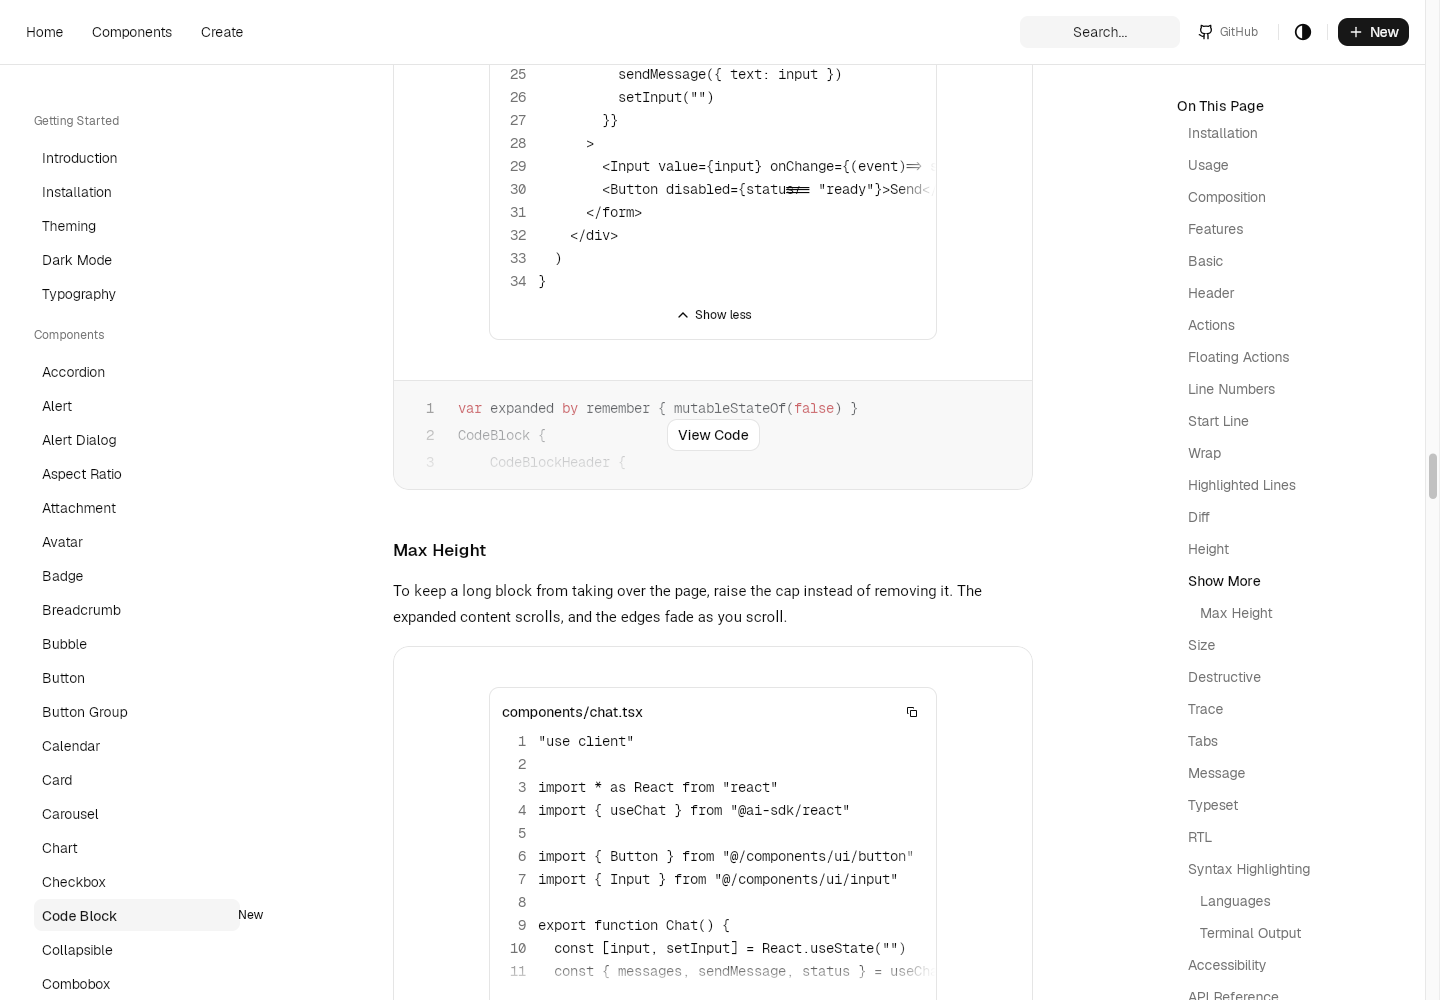 Home Components Create Search... GitHub New
Getting Started
Introduction
Installation
Theming
Dark Mode
Typography
Components
Accordion
Alert
Alert Dialog
Aspect Ratio
Attachment
Avatar
Badge
Breadcrumb
Bubble
Button
Button Group
Calendar
Card
Carousel
Chart
Checkbox
Code Block New
Collapsible
Combobox
25 sendMessage({ text: input })
26 setInput("")
27 }}
28 >
29 <Input value={input} onChange={(event) =>
30 <Button disabled={status !== "ready"}>Send<
31 </form>
32 </div>
33 )
34 }
Show less
1 var expanded by remember { mutableStateOf(false) }
2 CodeBlock {
View Code
3 CodeBlockHeader {
Max Height
To keep a long block from taking over the page, raise the cap instead of removing it. The
expanded content scrolls, and the edges fade as you scroll.
components/chat.tsx
1 "use client"
2
3 import * as React from "react"
4 import { useChat } from "@ai-sdk/react"
5
6 import { Button } from "@/components/ui/button"
7 import { Input } from "@/components/ui/input"
8
9 export function Chat() {
10 const [input, setInput] = React.useState("")
11 const { messages, sendMessage, status } = useCh
On This Page
Installation
Usage
Composition
Features
Basic
Header
Actions
Floating Actions
Line Numbers
Start Line
Wrap
Highlighted Lines
Diff
Height
Show More
Max Height
Size
Destructive
Trace
Tabs
Message
Typeset
RTL
Syntax Highlighting
Languages
Terminal Output
Accessibility
API Reference